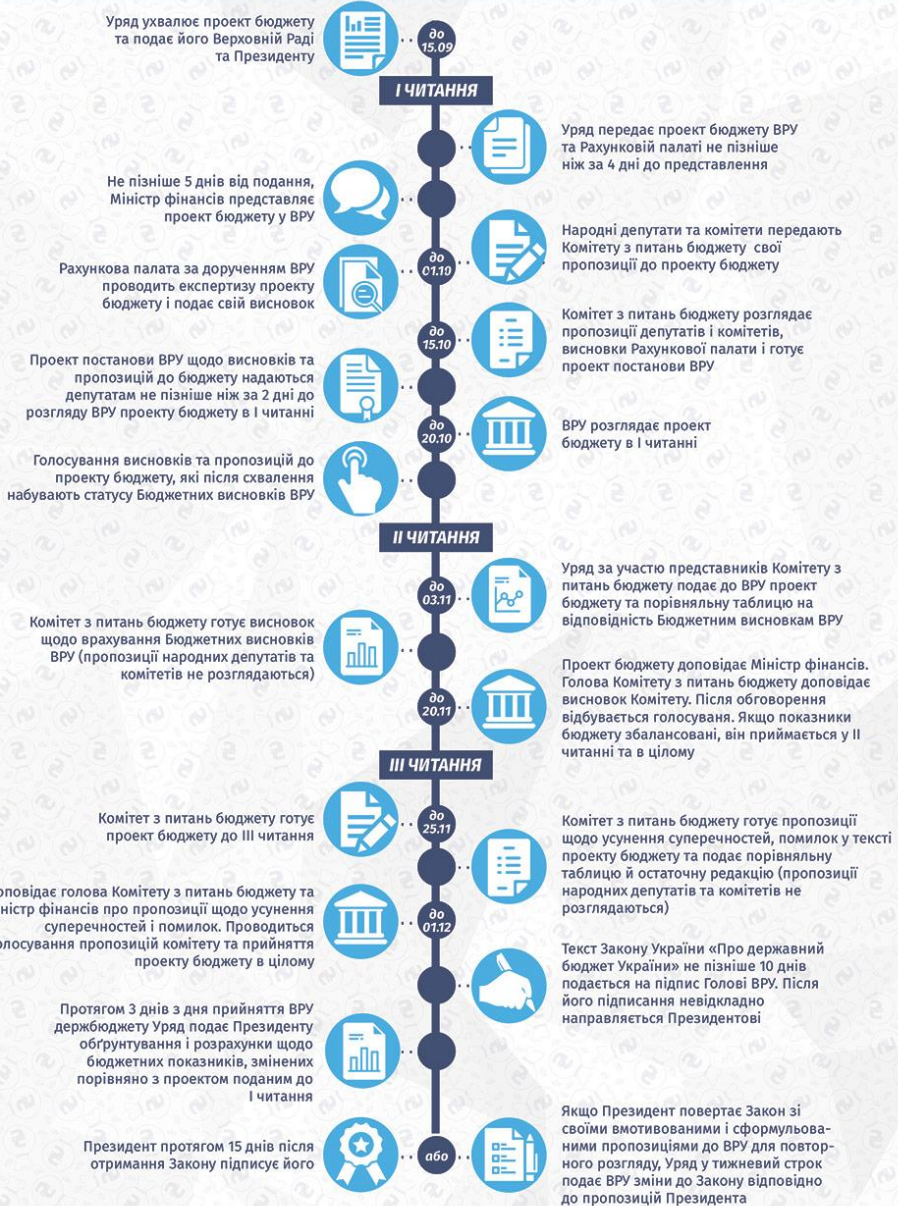 Уряд ухвалює проект бюджету
та подає його Верховній Раді
та Президенту
до
15.09
І ЧИТАННЯ
Уряд передає проект бюджету ВРУ
та Рахунковій палаті не пізніше
ніж за 4 дні до представлення
Не пізніше 5 днів від подання,
Міністр фінансів представляє
проект бюджету у ВРУ
до
01.10
Народні депутати та комітети передають
Комітету з питань бюджету свої
пропозиції до проекту бюджету
Рахункова палата за дорученням ВРУ
проводить експертизу проекту
бюджету і подає свій висновок
до
15.10
Комітет з питань бюджету розглядає
пропозиції депутатів і комітетів,
висновки Рахункової палати і готує
проект постанови ВРУ
Проект постанови ВРУ щодо висновків та
пропозицій до бюджету надаються
депутатам не пізніше ніж за 2 дні до
розгляду ВРУ проекту бюджету в І читанні
до
20.10
ВРУ розглядає проект
бюджету в І читанні
Голосування висновків та пропозицій до
проекту бюджету, які після схвалення
набувають статусу Бюджетних висновків ВРУ
ІІ ЧИТАННЯ
до
03.11
Уряд за участю представників Комітету з
питань бюджету подає до ВРУ проект
бюджету та порівняльну таблицю на
відповідність Бюджетним висновкам ВРУ
Комітет з питань бюджету готує висновок
щодо врахування Бюджетних висновків
ВРУ (пропозиції народних депутатів та
комітетів не розглядаються)
до
20.11
Проект бюджету доповідає Міністр фінансів.
Голова Комітету з питань бюджету доповідає
висновок Комітету. Після обговорення
відбувається голосуваня. Якщо показники
бюджету збалансовані, він приймається у ІІ
читанні та в цілому
ІІІ ЧИТАННЯ
Комітет з питань бюджету готує
проект бюджету до ІІІ читання
до
25.11
Комітет з питань бюджету готує пропозиції
щодо усунення суперечностей, помилок у тексті
проекту бюджету та подає порівняльну
таблицю й остаточну редакцію (пропозиції
народних депутатів та комітетів не
розглядаються)
оповідає голова Комітету з питань бюджету та
ністр фінансів про пропозиції щодо усунення
суперечностей і помилок. Проводиться
олосування пропозицій комітету та прийняття
проекту бюджету в цілому
до
01.12
Текст Закону України «Про державний
бюджет України» не пізніше 10 днів
подається на підпис Голові ВРУ. Після
його підписання невідкладно
направляється Президентові
Протягом 3 днів з дня прийняття ВРУ
держбюджету Уряд подає Президенту
обґрунтування і розрахунки щодо
бюджетних показників, змінених
порівняно з проектом поданим до
І читання
Президент протягом 15 днів після
отримання Закону підписує його
або
Якщо Президент повертає Закон зі
своїми вмотивованими і сформульова-
ними пропозиціями до ВРУ для повтор-
ного розгляду, Уряд у тижневий строк
подає ВРУ зміни до Закону відповідно
до пропозицій Президента